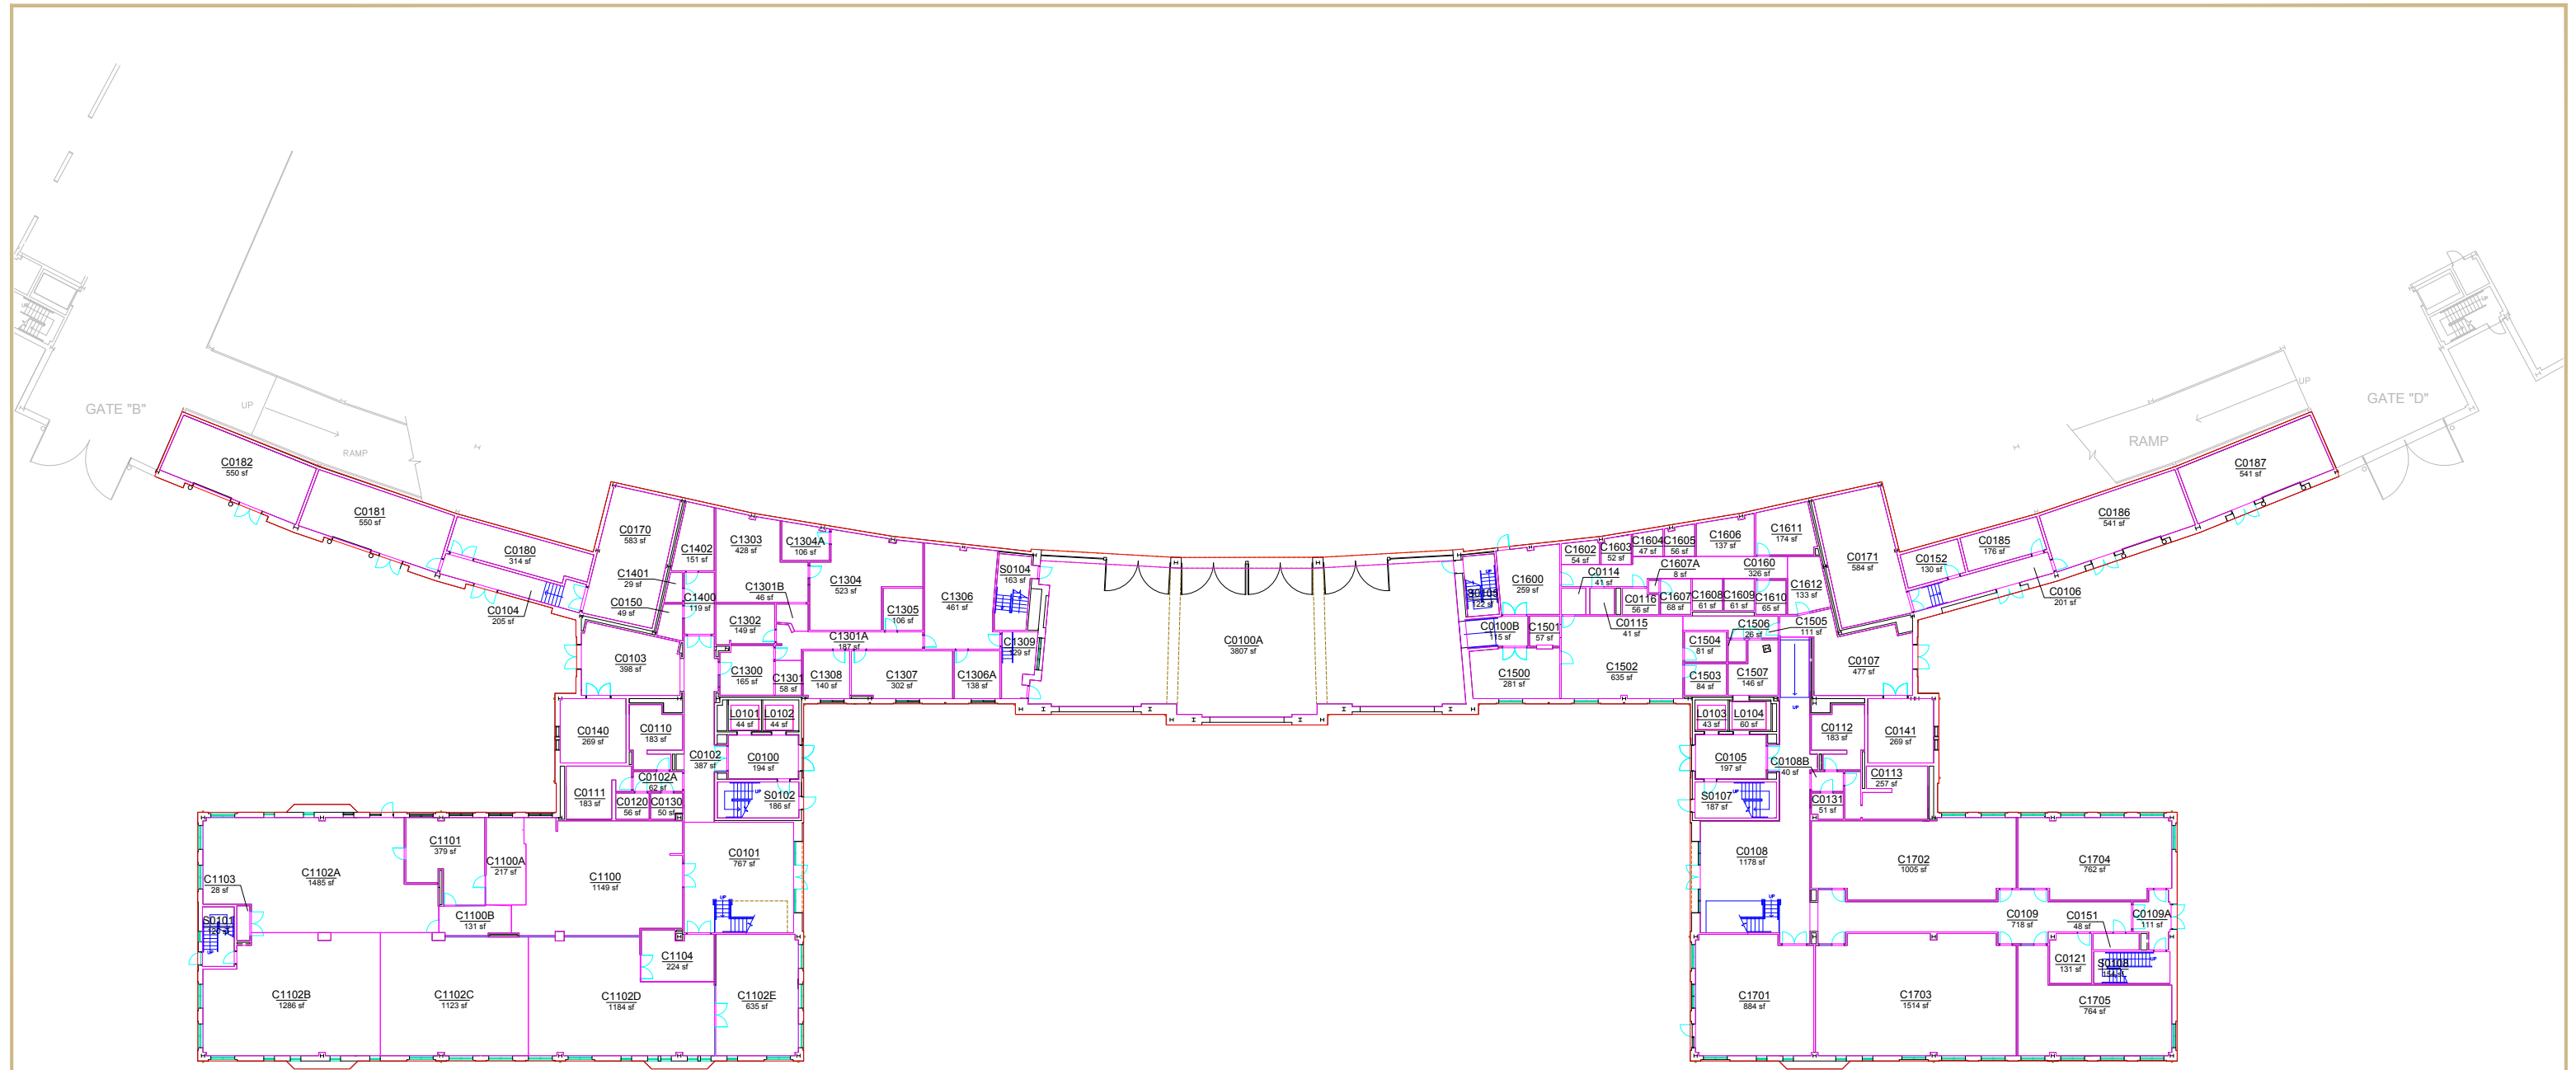 UP
UP
GATE "B"
UP
RAMP
GATE "D"
UP
RAMP
C0182
550 sf
C0181
550 sf
C0180
314 sf
C0104
205 sf
C0170
583 sf
C1402
151 sf
C1401
29 sf
C0150
49 sf
C1400
119 sf
C1303
428 sf
C1304A
106 sf
C1304
523 sf
C1301B
46 sf
C1305
106 sf
C1302
149 sf
C1301A
187 sf
C1306
461 sf
S0104
163 sf
C1309
129 sf
C0103
398 sf
C1300
165 sf
C1301
58 sf
C1308
140 sf
C1307
302 sf
C1306A
138 sf
C0100A
3807 sf
S0105
122 sf
C1600
259 sf
C0100B
115 sf
C1501
57 sf
C1500
281 sf
C1602
54 sf
C1603
52 sf
C1604
47 sf
C1605
56 sf
C1606
137 sf
C1611
174 sf
C0114
41 sf
C1607A
8 sf
C0160
326 sf
C0115
41 sf
C0116
56 sf
C1607
68 sf
C1608
61 sf
C1609
61 sf
C1610
65 sf
C1612
133 sf
C1502
635 sf
C1504
81 sf
C1506
26 sf
C1505
111 sf
C1503
84 sf
C1507
146 sf
C0171
584 sf
C0152
130 sf
C0185
176 sf
C0186
541 sf
C0187
541 sf
C0106
201 sf
C0107
477 sf
C0140
269 sf
C0110
183 sf
C0102
387 sf
L0101
44 sf
L0102
44 sf
C0100
194 sf
C0102A
62 sf
C0111
183 sf
C0120
56 sf
C0130
50 sf
S0102
186 sf
UP
L0103
43 sf
L0104
60 sf
UP
C0112
183 sf
C0141
269 sf
C0105
197 sf
C0108B
40 sf
C0113
257 sf
C0131
51 sf
S0107
187 sf
UP
C1102A
1485 sf
C1101
379 sf
C1100A
217 sf
C1100
1149 sf
C0101
767 sf
C1103
28 sf
S0101
UP
C1100B
131 sf
UP
C1104
224 sf
C1102B
1286 sf
C1102C
1123 sf
C1102D
1184 sf
C1102E
635 sf
C0108
1178 sf
UP
C1702
1005 sf
C1704
762 sf
C0109
718 sf
C0151
48 sf
C0109A
111 sf
C0121
131 sf
S0108
UP
C1701
884 sf
C1703
1514 sf
C1705
764 sf